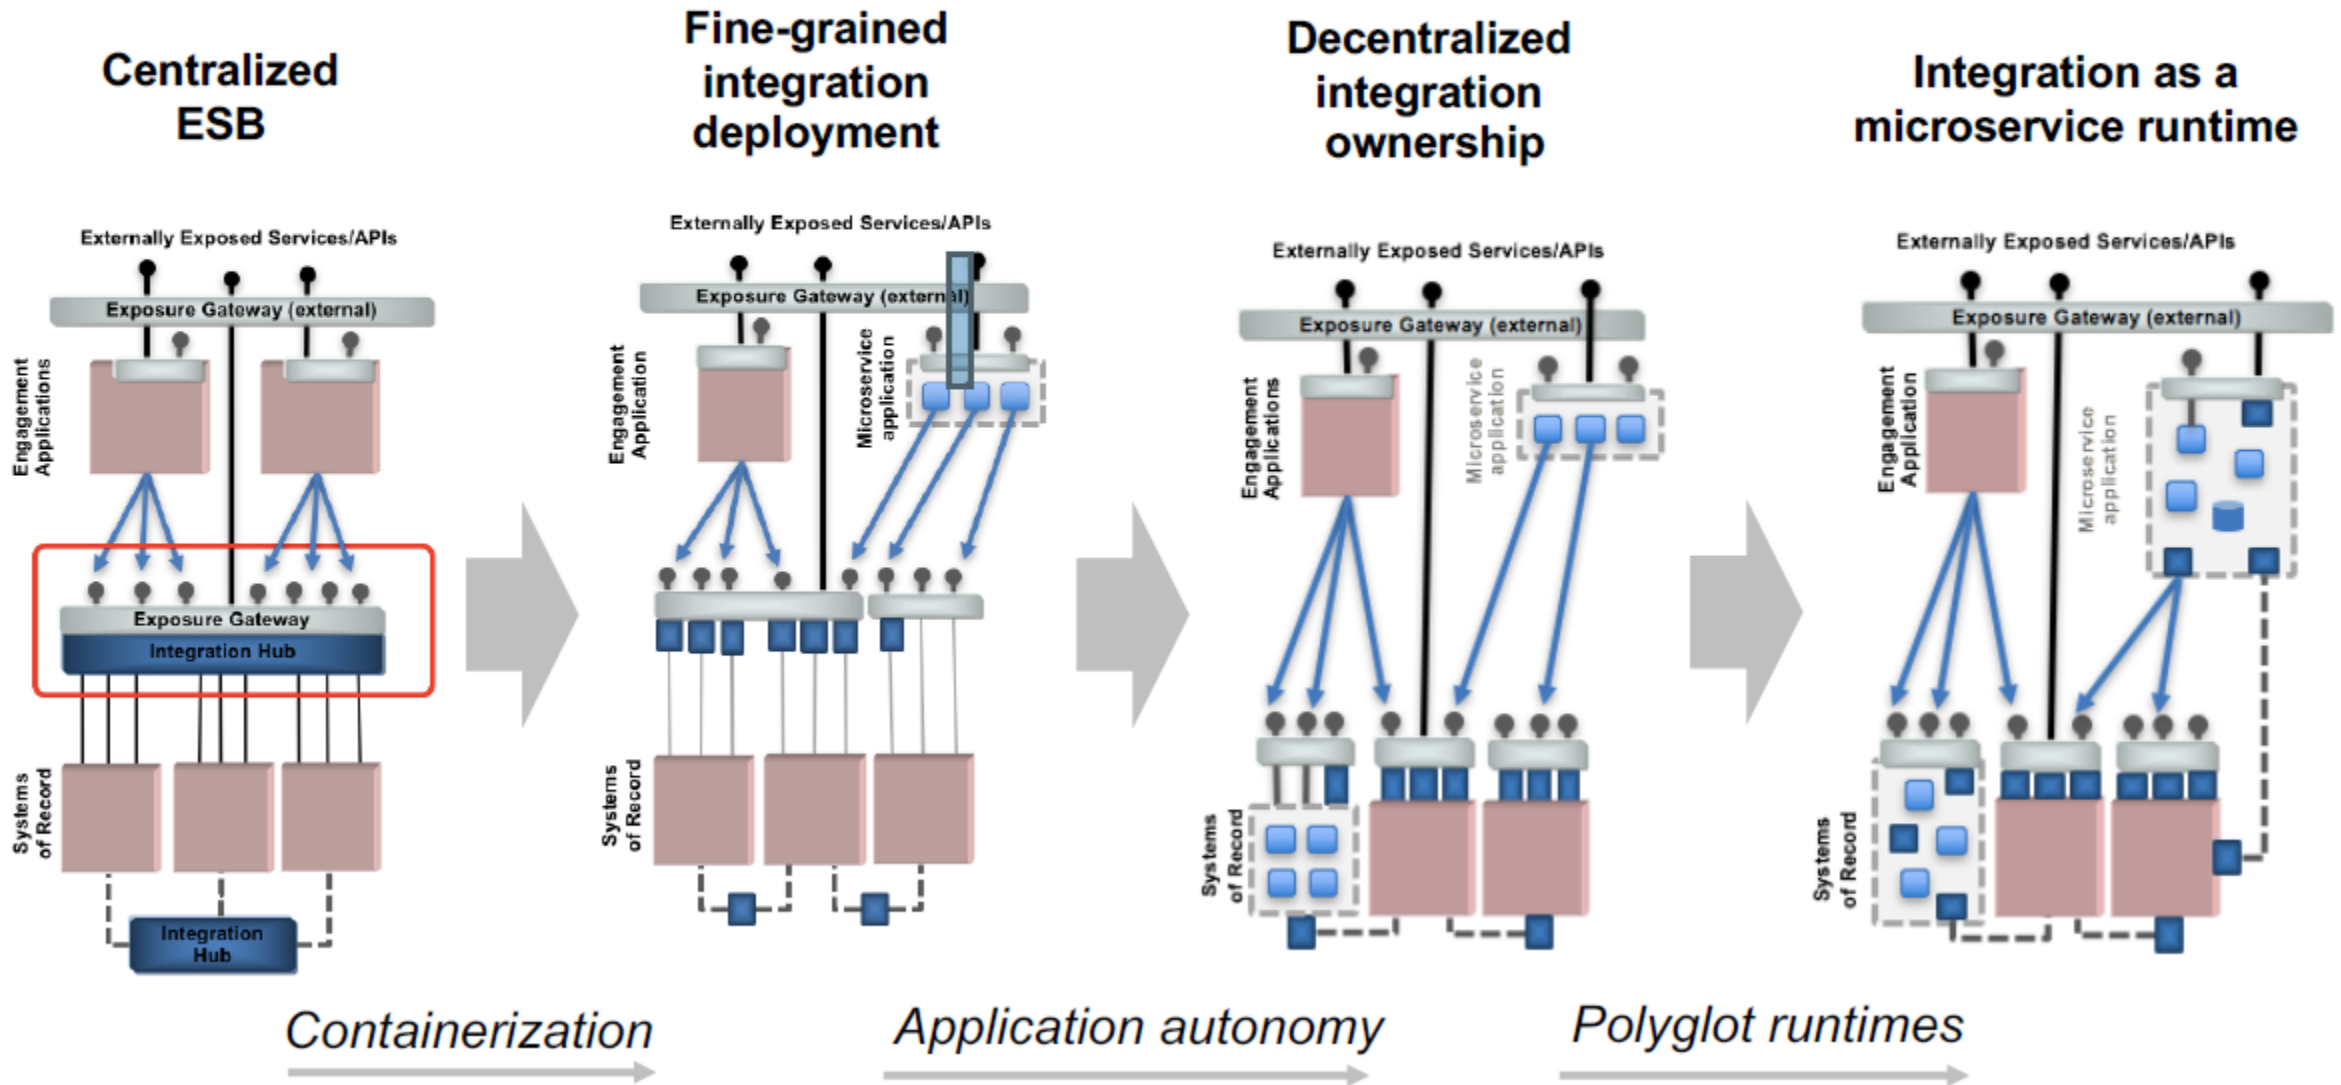 Centralized
ESB
Externally Exposed Services/APIs
Exposure Gateway (external)
Engagement
Applications
Exposure Gateway
Integration Hub
Systems
of Record
Integration
Hub
Fine-grained
integration
deployment
Externally Exposed Services/APIs
Exposure Gateway (external)
Engagement
Application
Microservice
application
Systems
of Record
Decentralized
integration
ownership
Externally Exposed Services/APIs
Exposure Gateway (external)
Engagement
Applications
Microservice
application
Systems
of Record
Integration as a
microservice runtime
Externally Exposed Services/APIs
Exposure Gateway (external)
Engagement
Application
Microservice
application
Systems
of Record
Containerization
Application autonomy
Polyglot runtimes